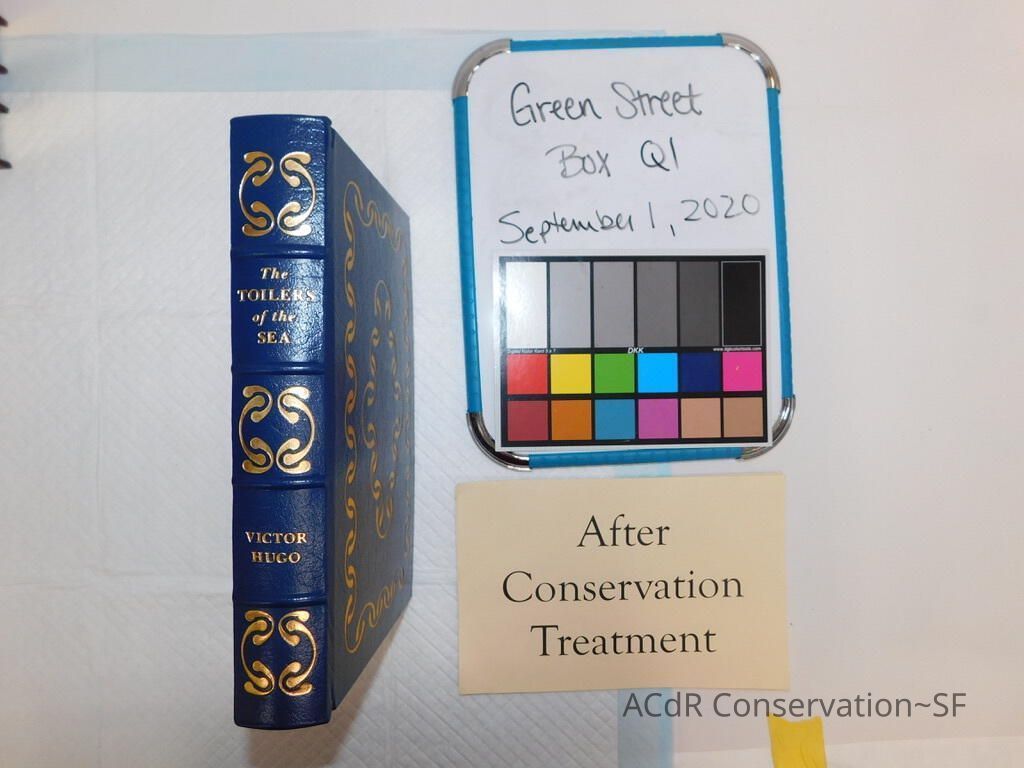 The
TOILERS
of the
SEA
VICTOR
HUGO
Green Street
Box Q1
September 1, 2020
DKK
After
Conservation
Treatment
ACdR Conservation~SF